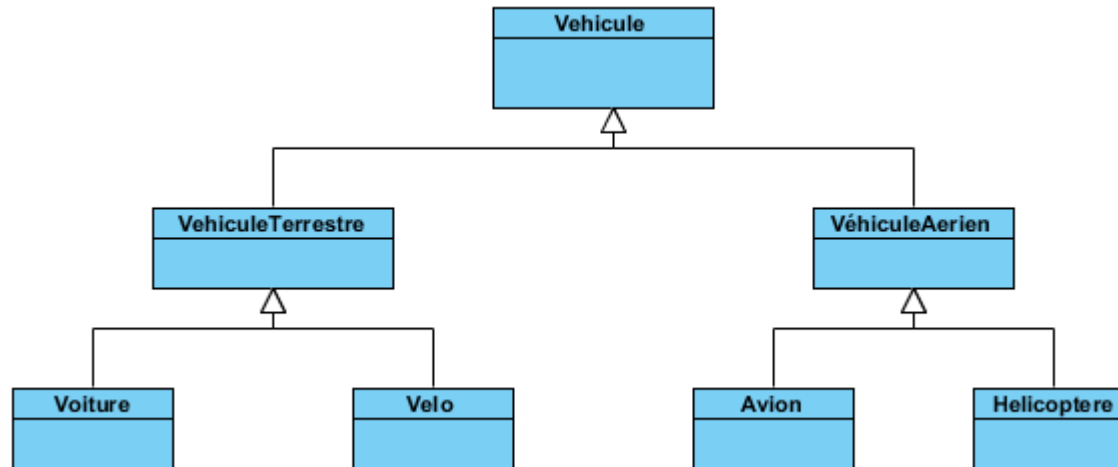 Vehicule
VehiculeTerrestre
VéhiculeAerien
Voiture
Velo
Avion
Helicoptere